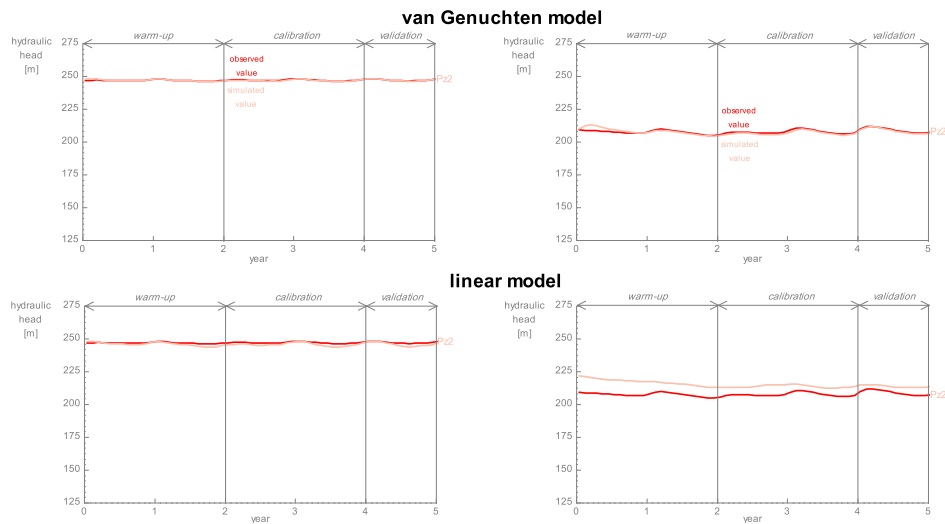 van Genuchten model
hydraulic
head
[m]
warm-up
calibration
validation
275
250
225
200
175
150
125
observed
value
simulated
value
Pz2
0 1 2 3 4 5
year
hydraulic
head
[m]
warm-up
calibration
validation
275
250
225
200
175
150
125
observed
value
simulated
value
Pz2
0 1 2 3 4 5
year
linear model
hydraulic
head
[m]
warm-up
calibration
validation
275
250
225
200
175
150
125
Pz2
0 1 2 3 4 5
year
hydraulic
head
[m]
warm-up
calibration
validation
275
250
225
200
175
150
125
Pz2
0 1 2 3 4 5
year